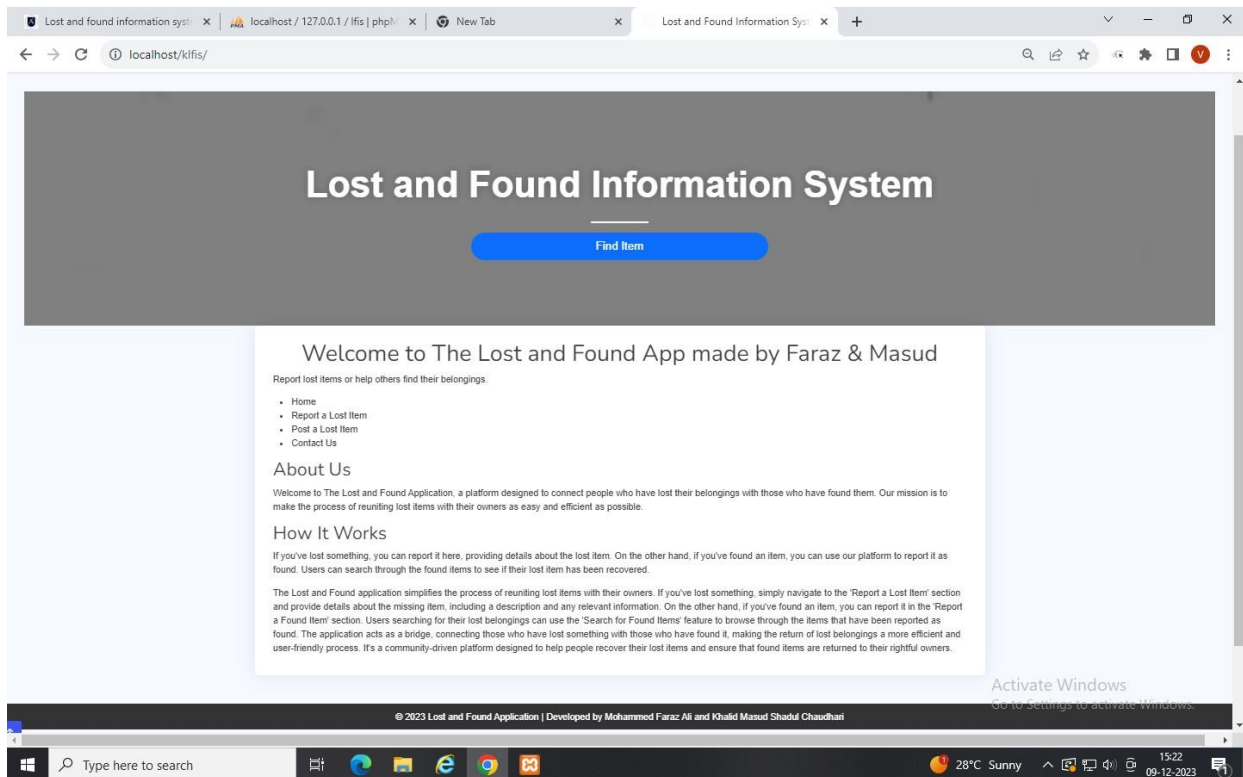 Lost and found information syst
localhost / 127.0.0.1 / lfis | phpM
New Tab
Lost and Found Information Syst
localhost/klfis/
V
Lost and Found Information System
Find Item
Welcome to The Lost and Found App made by Faraz & Masud
Report lost items or help others find their belongings.
Home
Report a Lost Item
Post a Lost Item
Contact Us
About Us
Welcome to The Lost and Found Application, a platform designed to connect people who have lost their belongings with those who have found them. Our mission is to
make the process of reuniting lost items with their owners as easy and efficient as possible.
How It Works
If you've lost something, you can report it here, providing details about the lost item. On the other hand, if you've found an item, you can use our platform to report it as
found. Users can search through the found items to see if their lost item has been recovered.
The Lost and Found application simplifies the process of reuniting lost items with their owners. If you've lost something, simply navigate to the 'Report a Lost Item' section
and provide details about the missing item, including a description and any relevant information. On the other hand, if you've found an item, you can report it in the 'Report
a Found Item' section. Users searching for their lost belongings can use the 'Search for Found Items' feature to browse through the items that have been reported as
found. The application acts as a bridge, connecting those who have lost something with those who have found it, making the return of lost belongings a more efficient and
user-friendly process. It's a community-driven platform designed to help people recover their lost items and ensure that found items are returned to their rightful owners.
Activate Windows
Go to Settings to activate Windows.
© 2023 Lost and Found Application | Developed by Mohammed Faraz Ali and Khalid Masud Shadul Chaudhari
Type here to search
28°C Sunny
15:22
09-12-2023
1